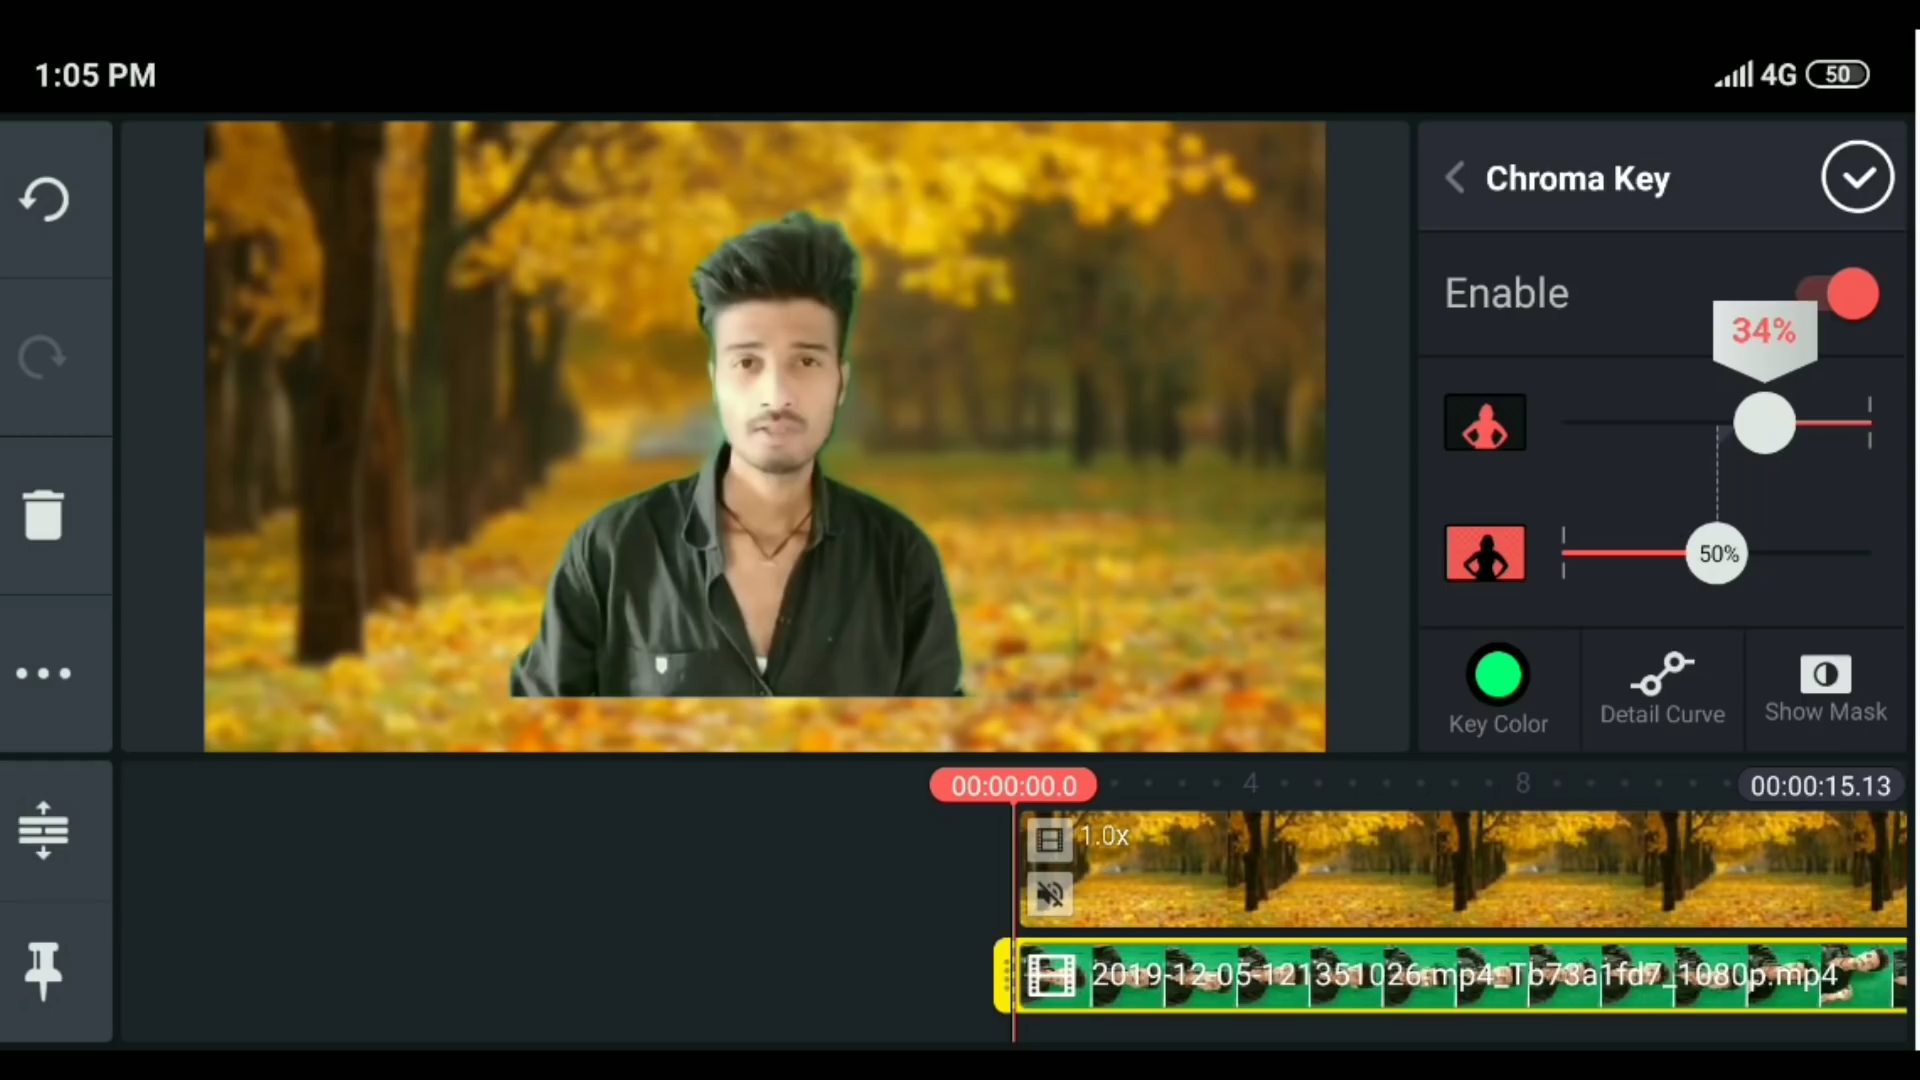 1:05 PM
4G 50
Chroma Key
Enable
34%
50%
Key Color
Detail Curve
Show Mask
00:00:00.0
4
8
00:00:15.13
1.0x
2019-12-05-121351026.mp4_Tb73a1fd7_1080p.mp4